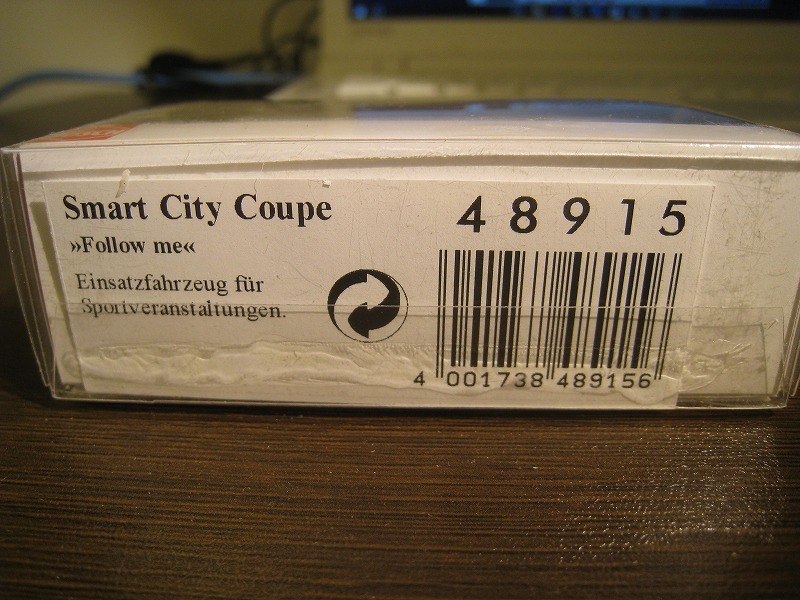 Smart City Coupe
»Follow me«
Einsatzfahrzeug für
Sportveranstaltungen.
48915
4 001738 489156